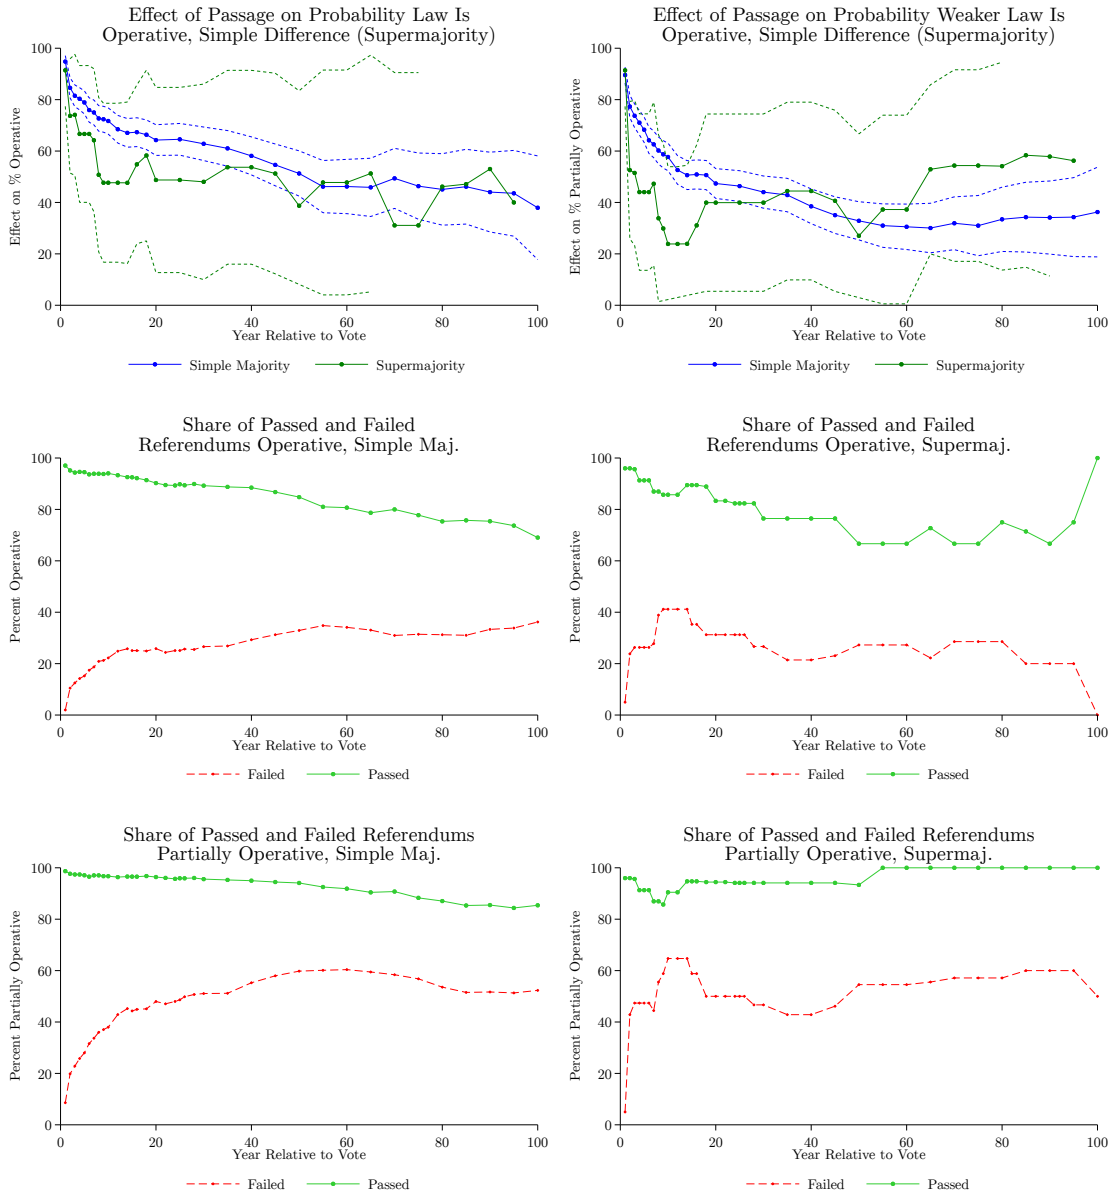 Effect of Passage on Probability Law Is
Operative, Simple Difference (Supermajority)
Effect on % Operative
100
80
60
40
20
0
0 20 40 60 80 100
Year Relative to Vote
Simple Majority Supermajority
Effect of Passage on Probability Weaker Law Is
Operative, Simple Difference (Supermajority)
Effect on % Partially Operative
100
80
60
40
20
0
0 20 40 60 80 100
Year Relative to Vote
Simple Majority Supermajority
Share of Passed and Failed
Referendums Operative, Simple Maj.
Percent Operative
100
80
60
40
20
0
0 20 40 60 80 100
Year Relative to Vote
Failed Passed
Share of Passed and Failed
Referendums Operative, Supermaj.
Percent Operative
100
80
60
40
20
0
0 20 40 60 80 100
Year Relative to Vote
Failed Passed
Share of Passed and Failed Referendums
Partially Operative, Simple Maj.
Percent Partially Operative
100
80
60
40
20
0
0 20 40 60 80 100
Year Relative to Vote
Failed Passed
Share of Passed and Failed Referendums
Partially Operative, Supermaj.
Percent Partially Operative
100
80
60
40
20
0
0 20 40 60 80 100
Year Relative to Vote
Failed Passed